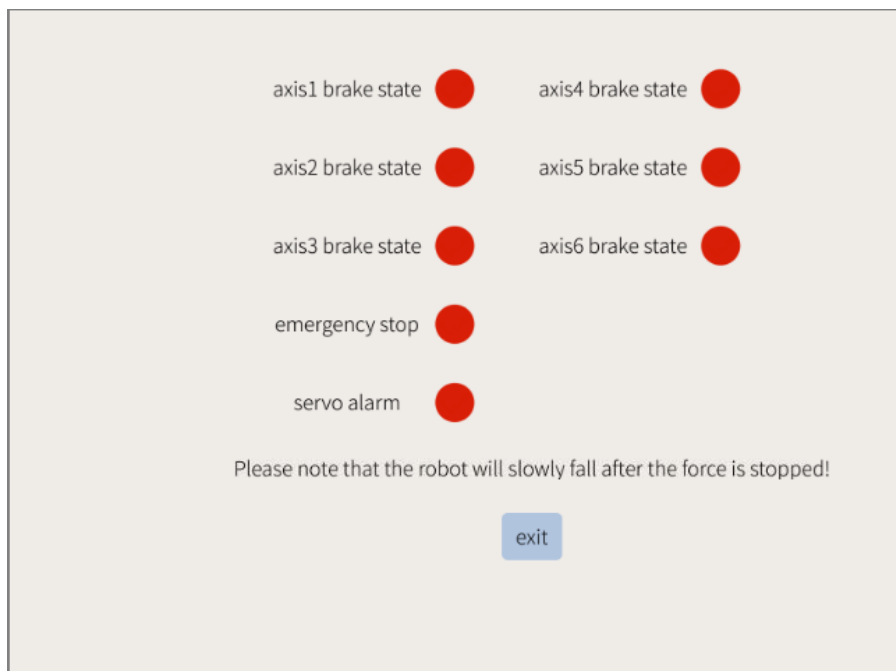 axis1 brake state
axis4 brake state
axis2 brake state
axis5 brake state
axis3 brake state
axis6 brake state
emergency stop
servo alarm
Please note that the robot will slowly fall after the force is stopped!
exit